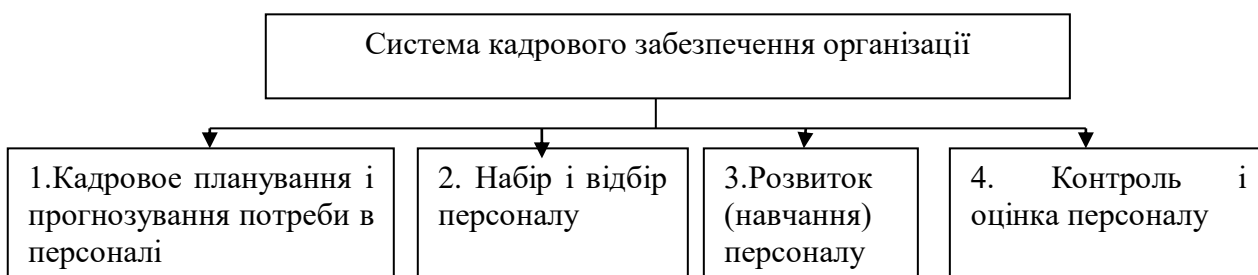 Система кадрового забезпечення організації
1.Кадровое планування і
прогнозування потреби в
персоналі
2. Набір і відбір
персоналу
3.Розвиток
(навчання)
персоналу
4. Контроль і
оцінка персоналу